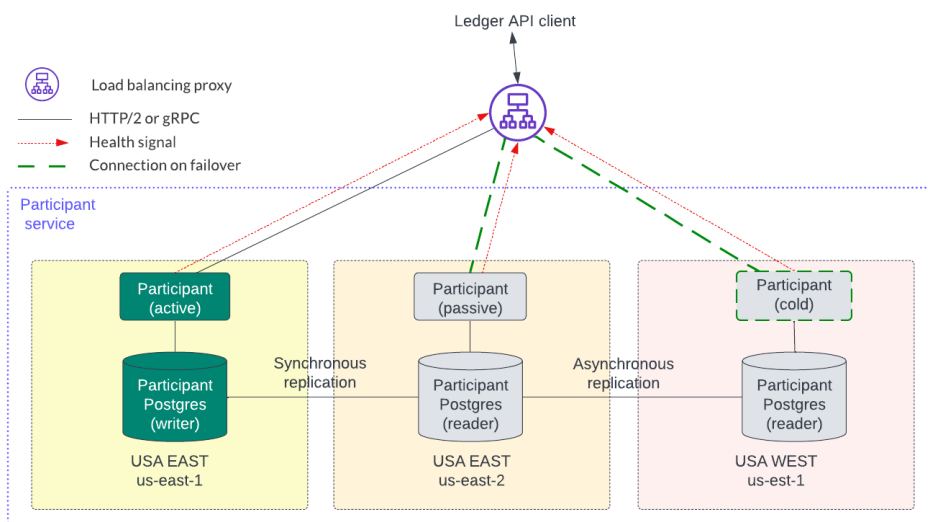 Ledger API client
Load balancing proxy
HTTP/2 or gRPC
Health signal
Connection on failover
Participant
service
Participant
(active)
Participant
(passive)
Participant
(cold)
Synchronous
replication
Asynchronous
replication
Participant
Postgres
(writer)
Participant
Postgres
(reader)
Participant
Postgres
(reader)
USA EAST
us-east-1
USA EAST
us-east-2
USA WEST
us-est-1